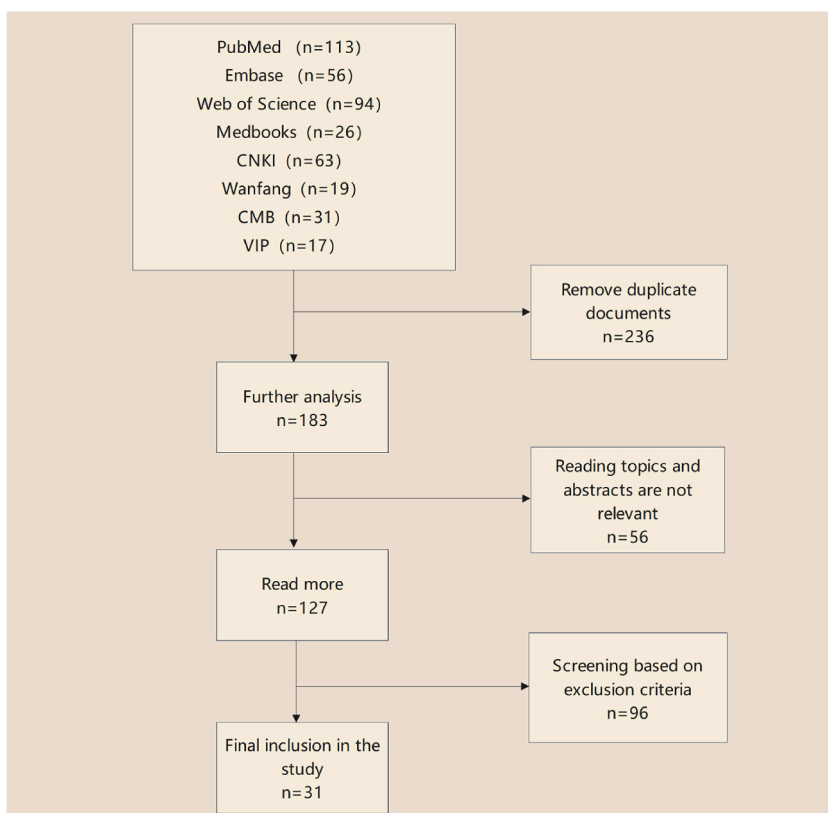 PubMed (n=113)
Embase (n=56)
Web of Science (n=94)
Medbooks (n=26)
CNKI (n=63)
Wanfang (n=19)
CMB (n=31)
VIP (n=17)
Remove duplicate
documents
n=236
Further analysis
n=183
Reading topics and
abstracts are not
relevant
n=56
Read more
n=127
Screening based on
exclusion criteria
n=96
Final inclusion in the
study
n=31